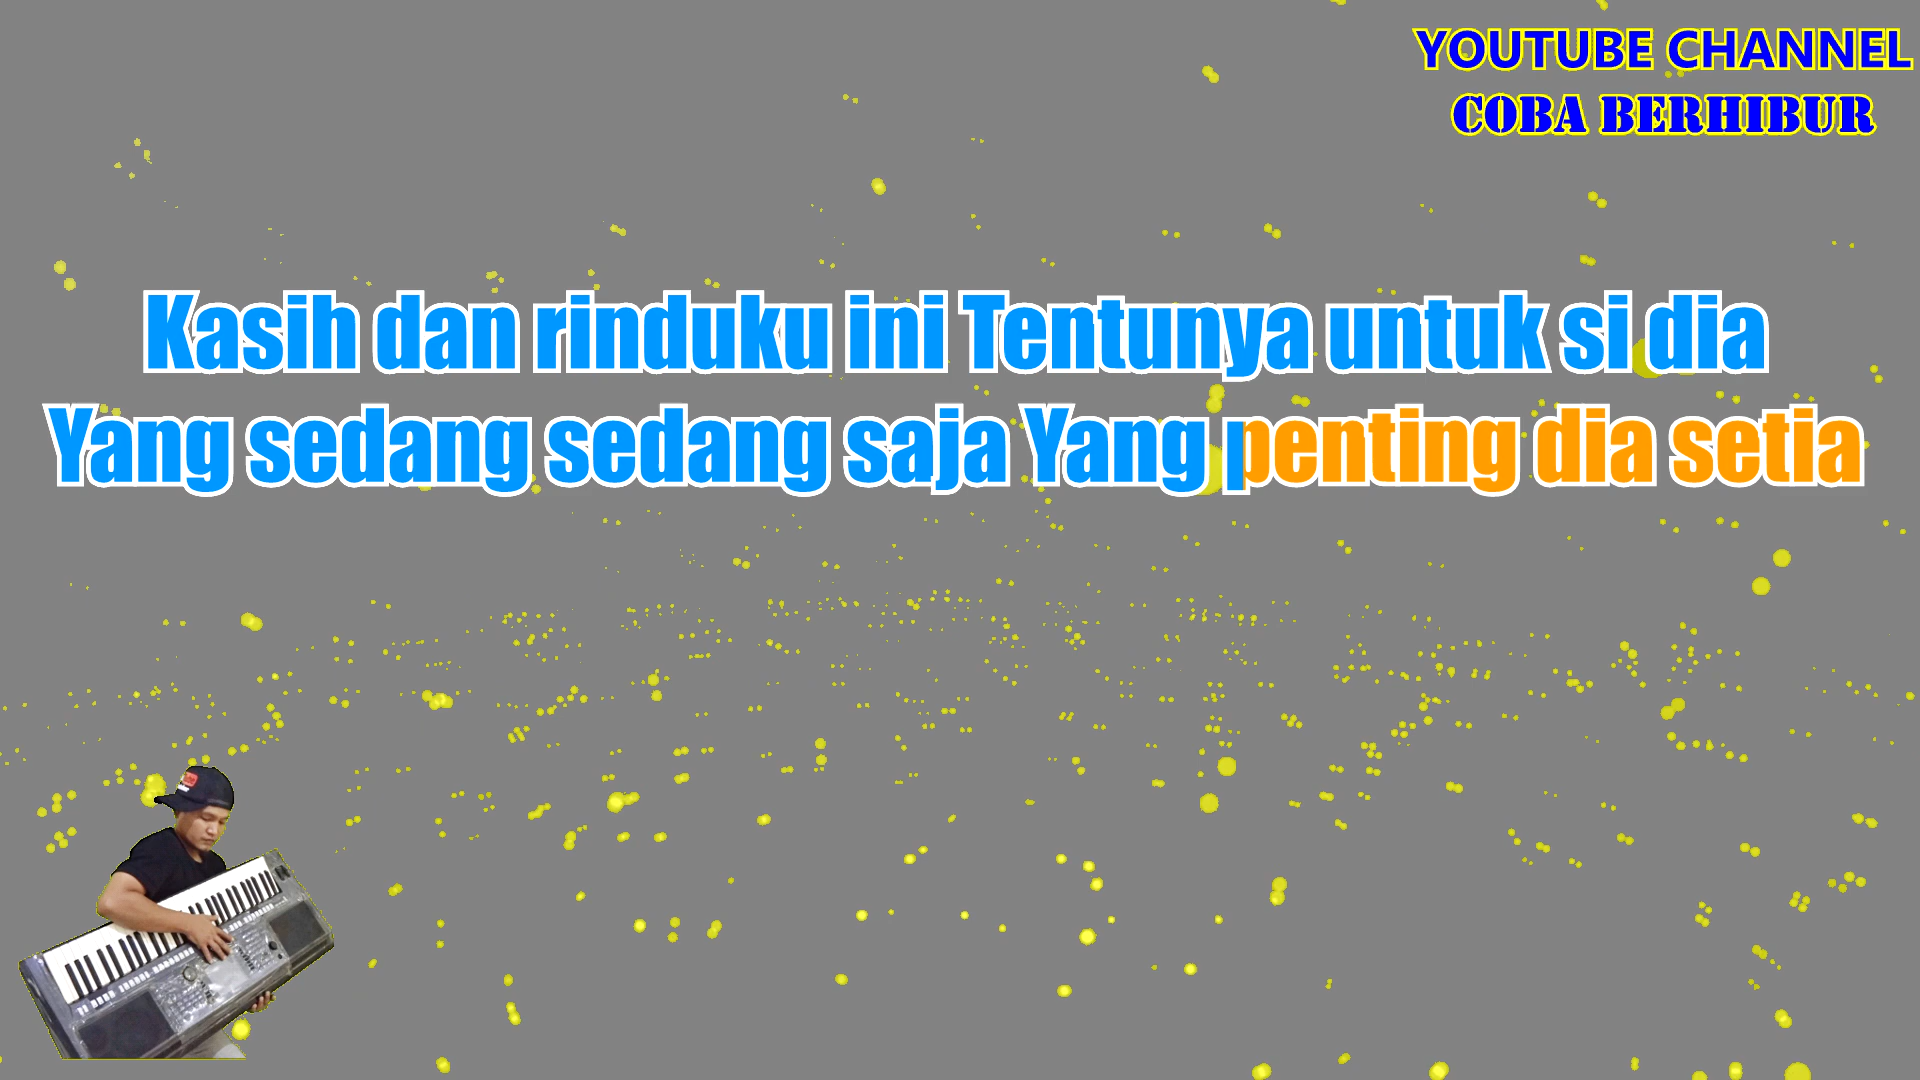 YOUTUBE CHANNEL
COBA BERHIBUR
Kasih dan rinduku ini Tentunya untuk si dia
Yang sedang sedang saja Yang penting dia setia